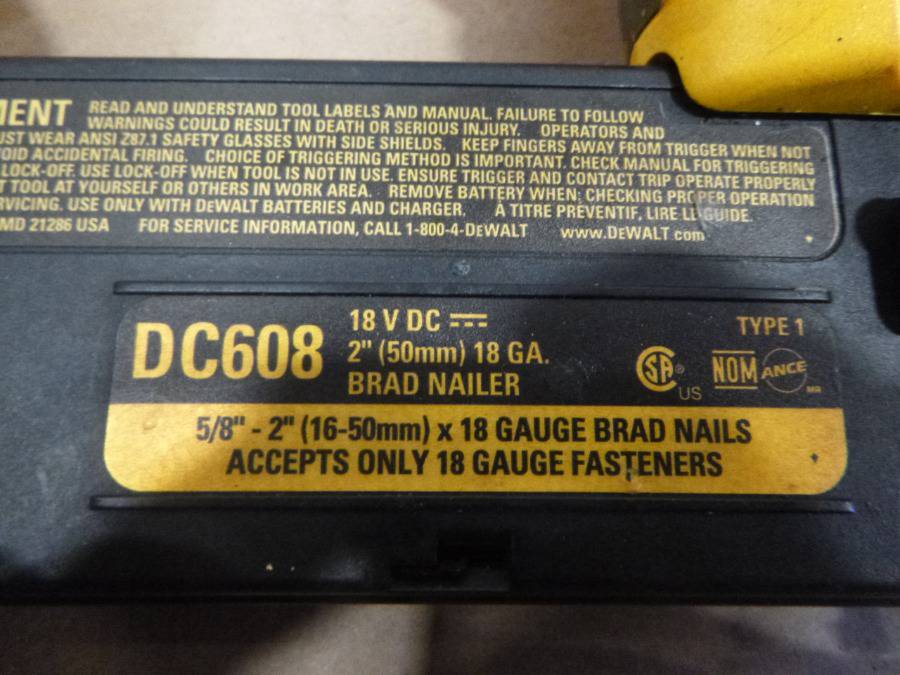 MENT READ AND UNDERSTAND TOOL LABELS AND MANUAL. FAILURE TO FOLLOW
WARNINGS COULD RESULT IN DEATH OR SERIOUS INJURY. OPERATORS AND
UST WEAR ANSI Z87.1 SAFETY GLASSES WITH SIDE SHIELDS. KEEP FINGERS AWAY FROM TRIGGER WHEN NOT
OID ACCIDENTAL FIRING. CHOICE OF TRIGGERING METHOD IS IMPORTANT. CHECK MANUAL FOR TRIGGERING
LOCK-OFF. USE LOCK-OFF WHEN TOOL IS NOT IN USE. ENSURE TRIGGER AND CONTACT TRIP OPERATE PROPERLY
T TOOL AT YOURSELF OR OTHERS IN WORK AREA. REMOVE BATTERY WHEN: CHECKING PROPER OPERATION
RVICING. USE ONLY WITH DEWALT BATTERIES AND CHARGER. À TITRE PRÉVENTIF, LIRE LE GUIDE.
MD 21286 USA FOR SERVICE INFORMATION, CALL 1-800-4-DEWALT www.DEWALT.com
DC608
18 V DC
2" (50mm) 18 GA.
BRAD NAILER
TYPE 1
SA US NOM ANCE MR
5/8" - 2" (16-50mm) x 18 GAUGE BRAD NAILS
ACCEPTS ONLY 18 GAUGE FASTENERS